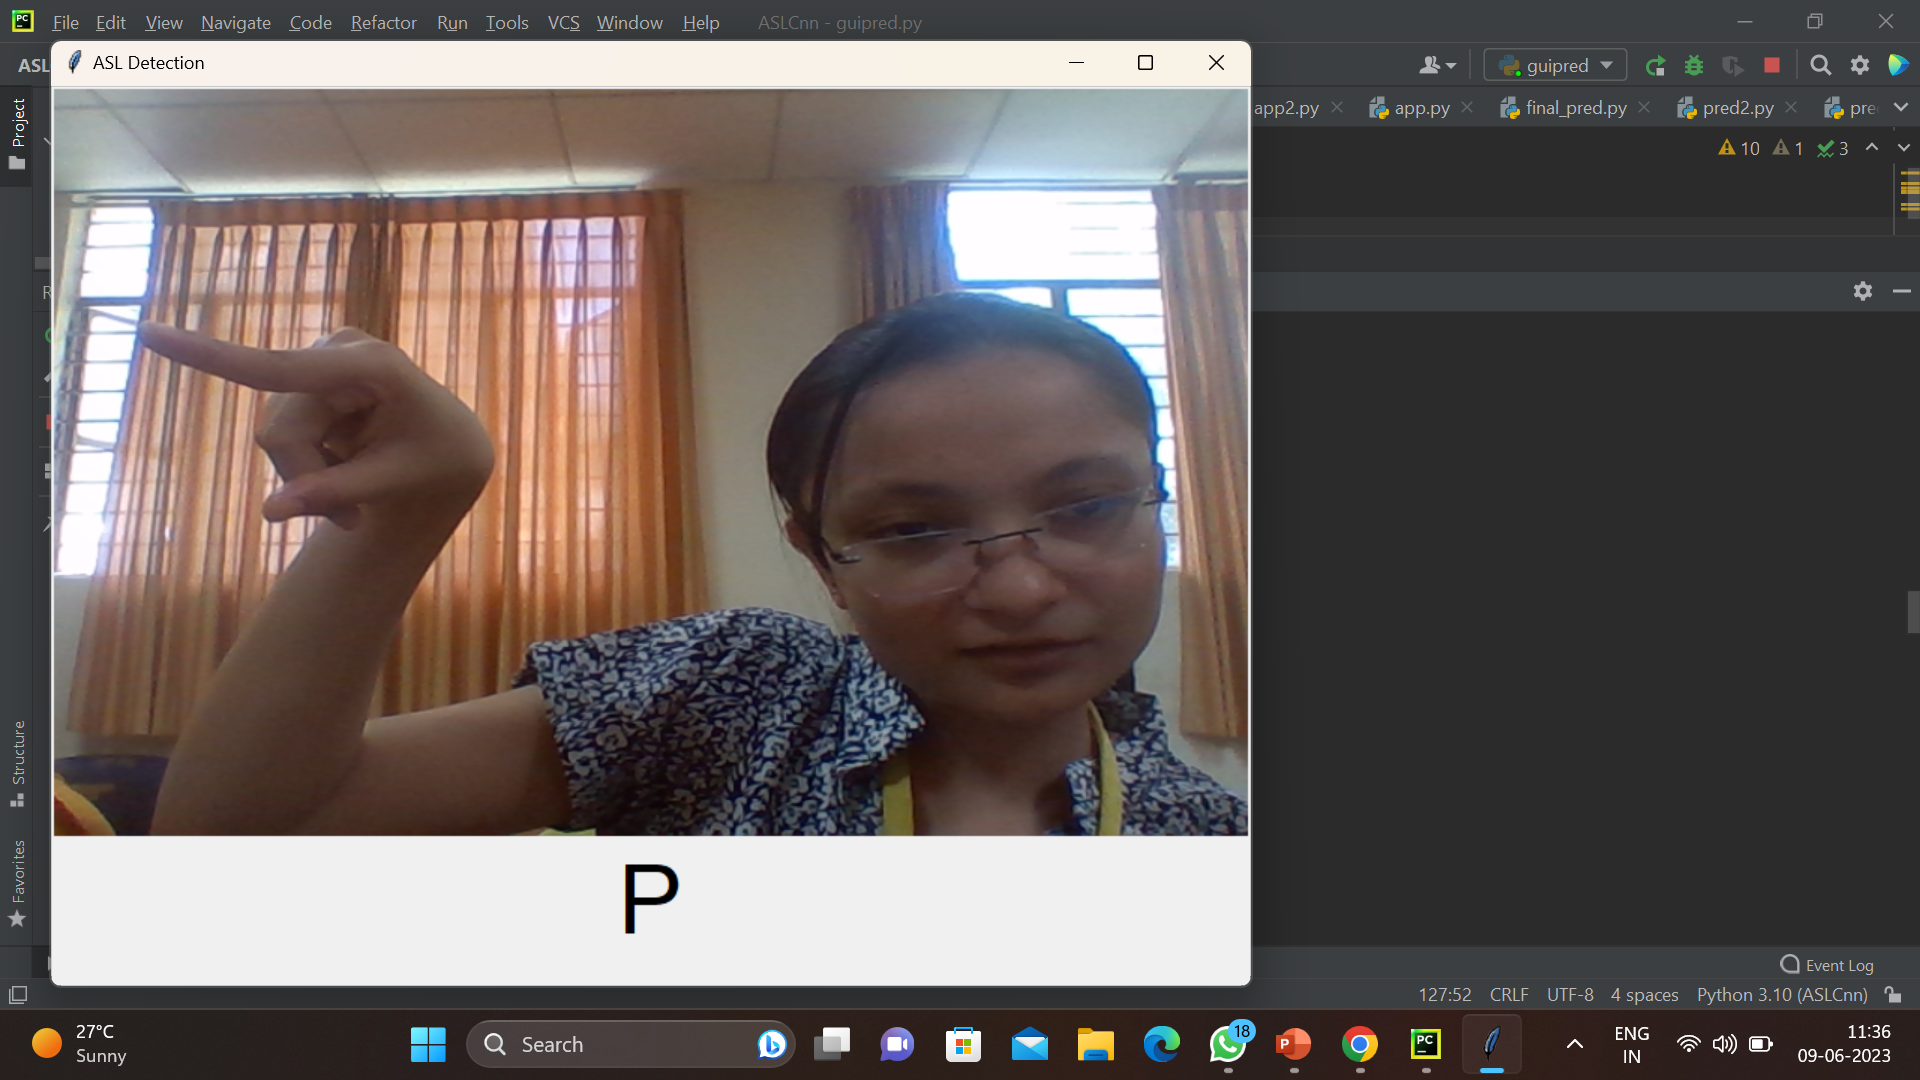 File Edit View Navigate Code Refactor Run Tools VCS Window Help ASLCnn - guipred.py
ASL
guipred
ASL Detection
app2.py app.py final_pred.py pred2.py pre
10 1 3
Project
R
Structure
Favorites
P
Event Log
127:52 CRLF UTF-8 4 spaces Python 3.10 (ASLCnn)
27°C
Sunny
Search
18
ENG
IN
11:36
09-06-2023